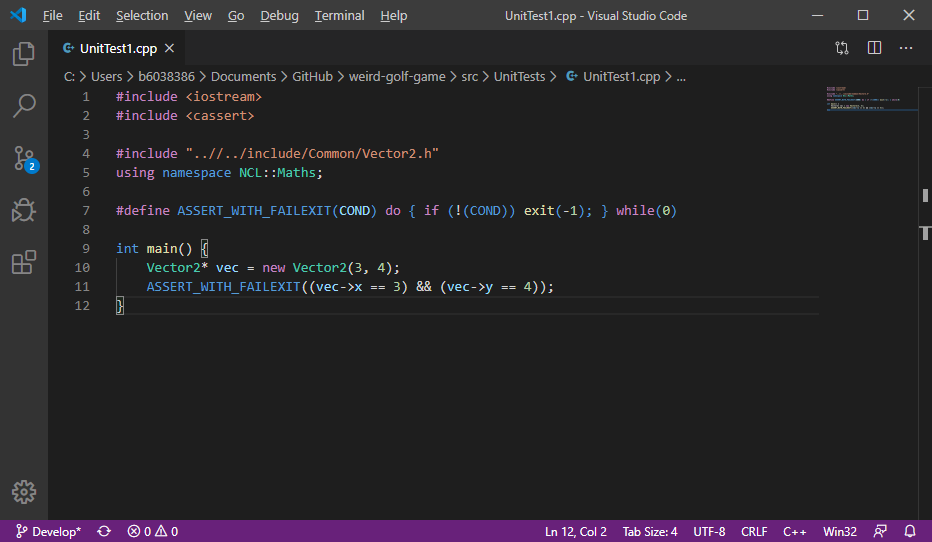 File Edit Selection View Go Debug Terminal Help UnitTest1.cpp - Visual Studio Code
UnitTest1.cpp
C: > Users > b6038386 > Documents > GitHub > weird-golf-game > src > UnitTests > UnitTest1.cpp > ...
1 #include <iostream>
2 #include <cassert>
3
4 #include "..//../include/Common/Vector2.h"
5 using namespace NCL::Maths;
6
7 #define ASSERT_WITH_FAILEXIT(COND) do { if (!(COND)) exit(-1); } while(0)
8
9 int main() {
10 Vector2* vec = new Vector2(3, 4);
11 ASSERT_WITH_FAILEXIT((vec->x == 3) && (vec->y == 4));
12 }
2
Develop* 0 0 Ln 12, Col 2 Tab Size: 4 UTF-8 CRLF C++ Win32